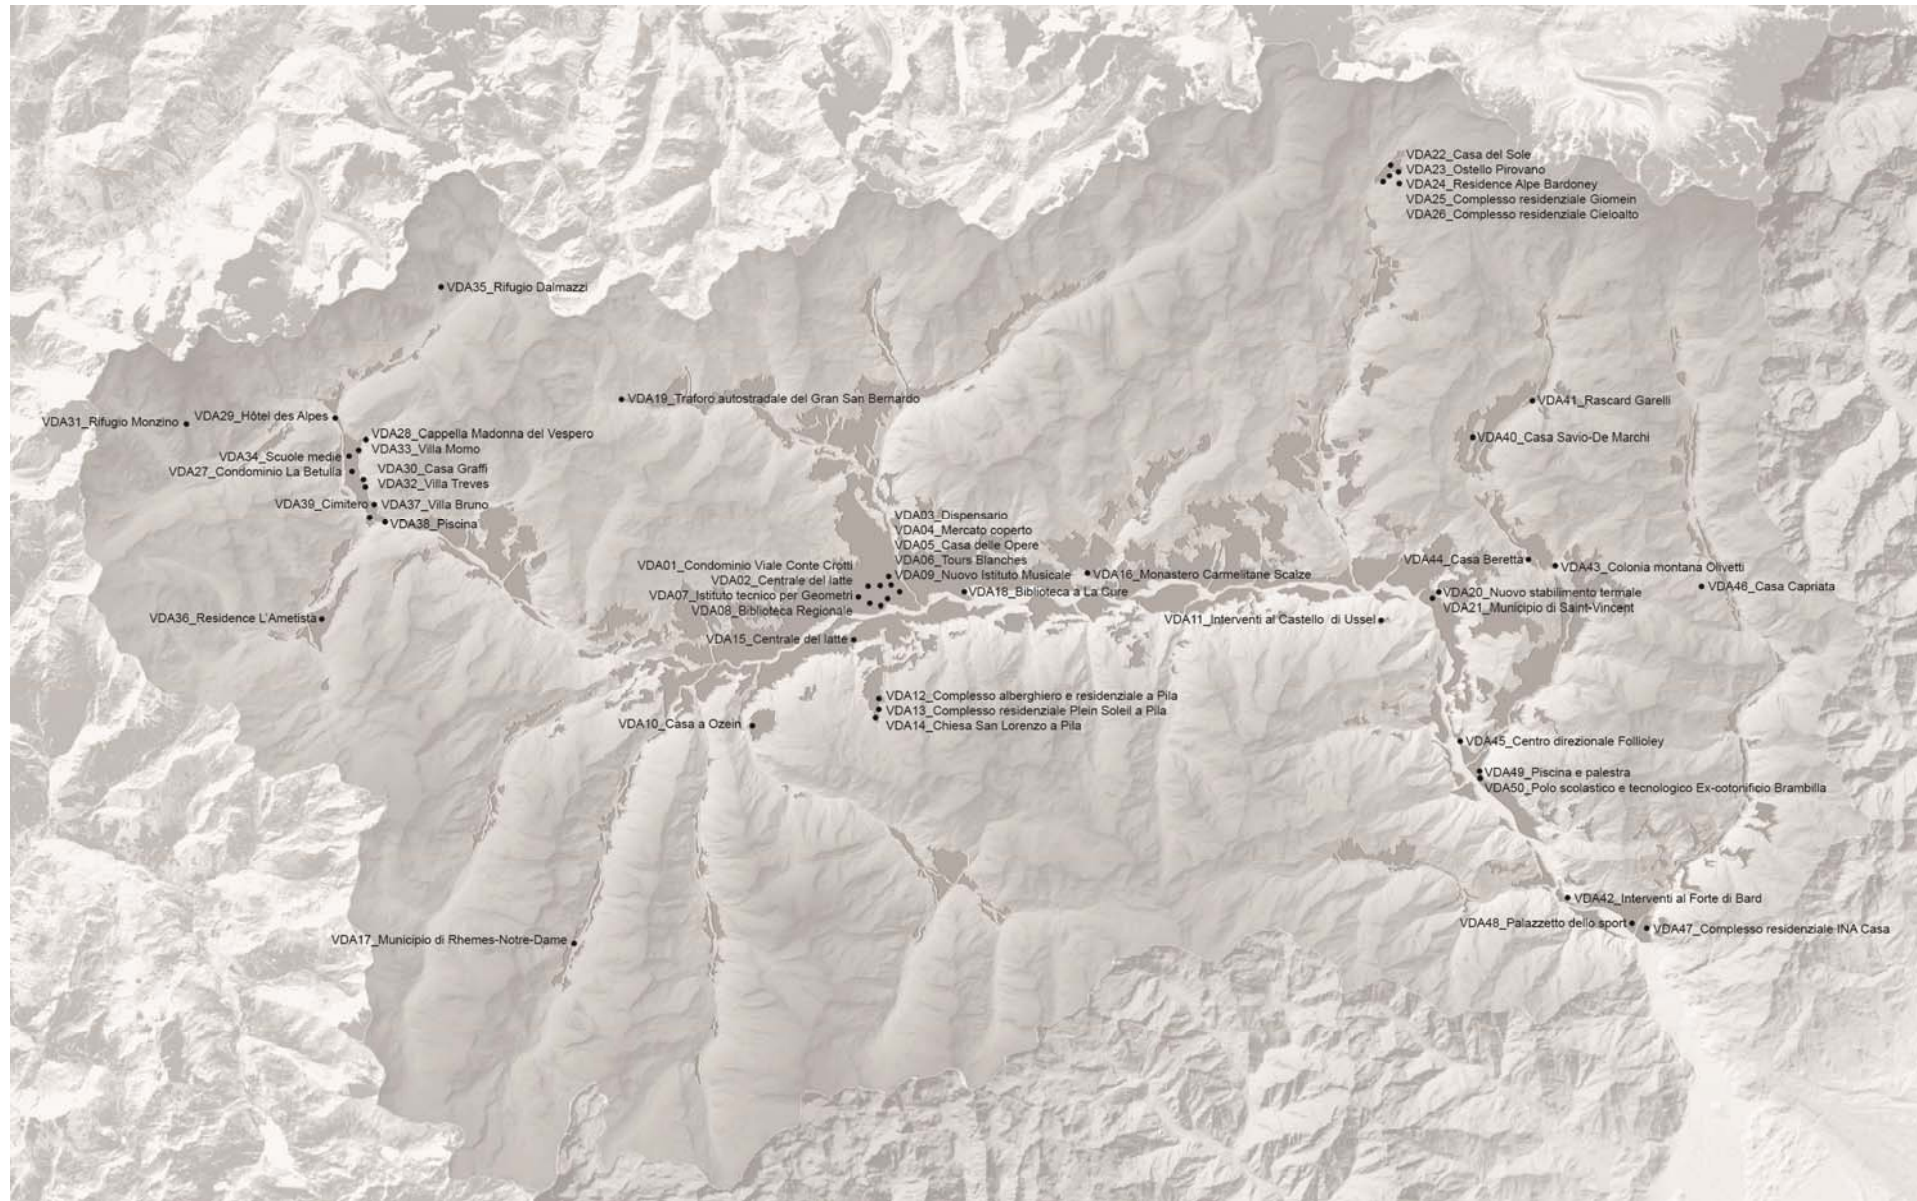 VDA22_Casa del Sole
VDA23_Ostello Pirovano
VDA24_Residence Alpe Bardoney
VDA25_Complesso residenziale Giomein
VDA26_Complesso residenziale Cieloalto
VDA35_Rifugio Dalmazzi
VDA19_Traforo autostradale del Gran San Bernardo
VDA41_Rascard Garelli
VDA31_Rifugio Monzino
VDA29_Hôtel des Alpes
VDA28_Cappella Madonna del Vespero
VDA33_Villa Momo
VDA40_Casa Savio-De Marchi
VDA34_Scuole medie
VDA27_Condominio La Betulla
VDA30_Casa Graffi
VDA32_Villa Treves
VDA39_Cimitero
VDA37_Villa Bruno
VDA38_Piscina
VDA03_Dispensario
VDA04_Mercato coperto
VDA05_Casa delle Opere
VDA06_Tours Blanches
VDA09_Nuovo Istituto Musicale
VDA01_Condominio Viale Conte Crotti
VDA02_Centrale del latte
VDA07_Istituto tecnico per Geometri
VDA08_Biblioteca Regionale
VDA16_Monastero Carmelitane Scalze
VDA18_Biblioteca a La Cure
VDA44_Casa Beretta
VDA43_Colonia montana Olivetti
VDA46_Casa Capriata
VDA20_Nuovo stabilimento termale
VDA21_Municipio di Saint-Vincent
VDA11_Interventi al Castello di Ussel
VDA36_Residence L'Ametista
VDA15_Centrale del latte
VDA12_Complesso alberghiero e residenziale a Pila
VDA13_Complesso residenziale Plein Soleil a Pila
VDA14_Chiesa San Lorenzo a Pila
VDA10_Casa a Ozein
VDA45_Centro direzionale Follioley
VDA49_Piscina e palestra
VDA50_Polo scolastico e tecnologico Ex-cotonificio Brambilla
VDA42_Interventi al Forte di Bard
VDA48_Palazzetto dello sport
VDA47_Complesso residenziale INA Casa
VDA17_Municipio di Rhemes-Notre-Dame